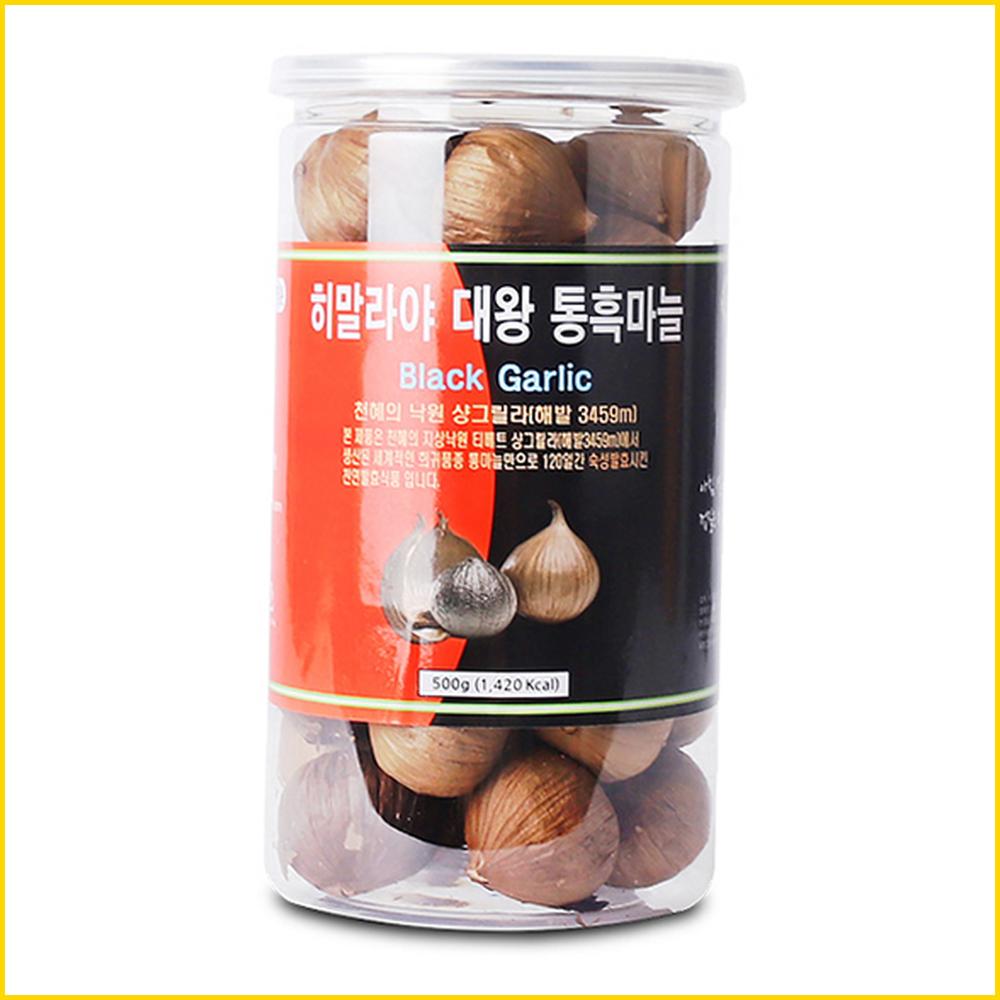 히말라야 대왕 통흑마늘
Black Garlic
천혜의 낙원 샹그릴라(해발 3459m)
본 제품은 천혜의 지상낙원 티베트 샹그릴라(해발3459m)에서
생산된 세계적인 희귀품종 통마늘만으로 120일간 숙성발효시킨
천연발효식품 입니다.
500g (1,420 Kcal)